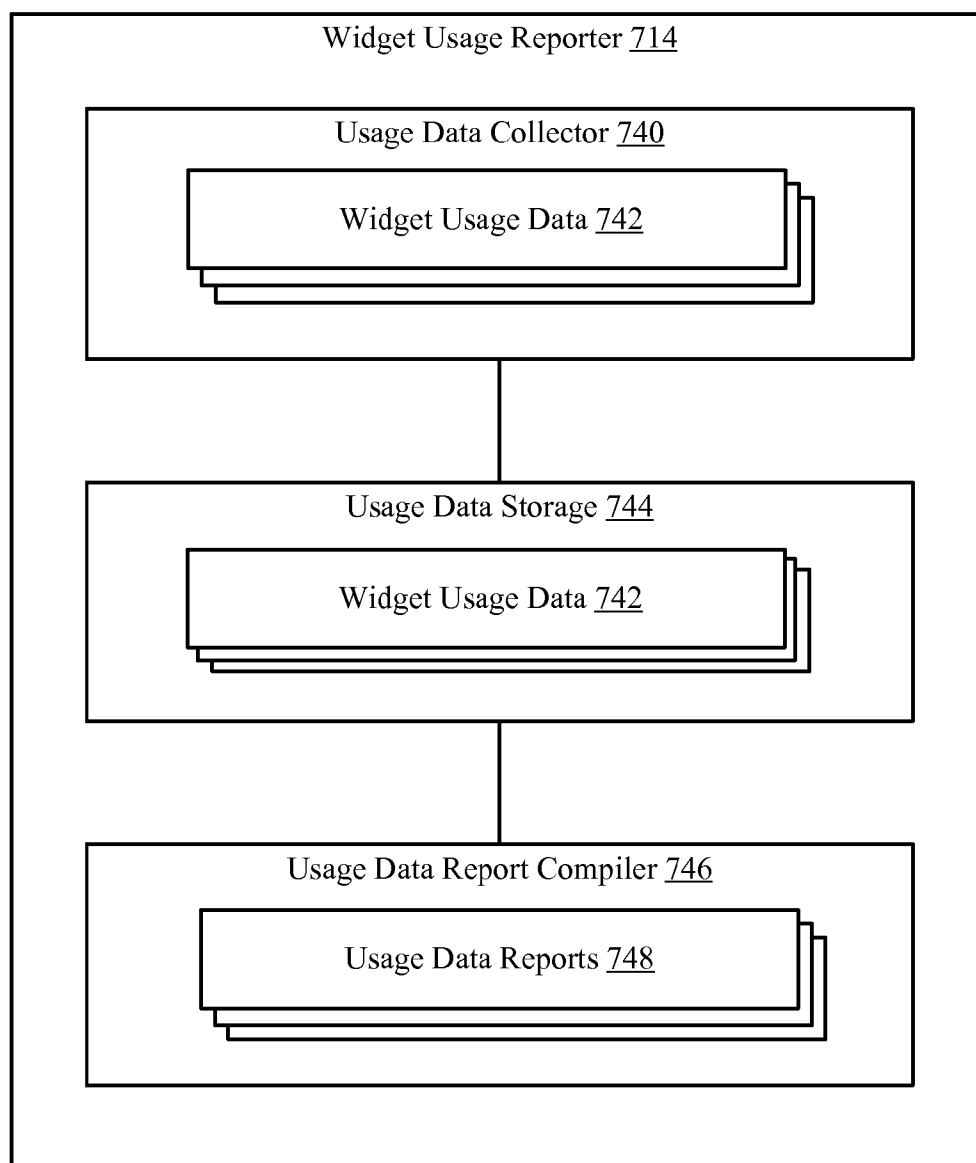 Widget Usage Reporter 714
Usage Data Collector 740
Widget Usage Data 742
Usage Data Storage 744
Widget Usage Data 742
Usage Data Report Compiler 746
Usage Data Reports 748